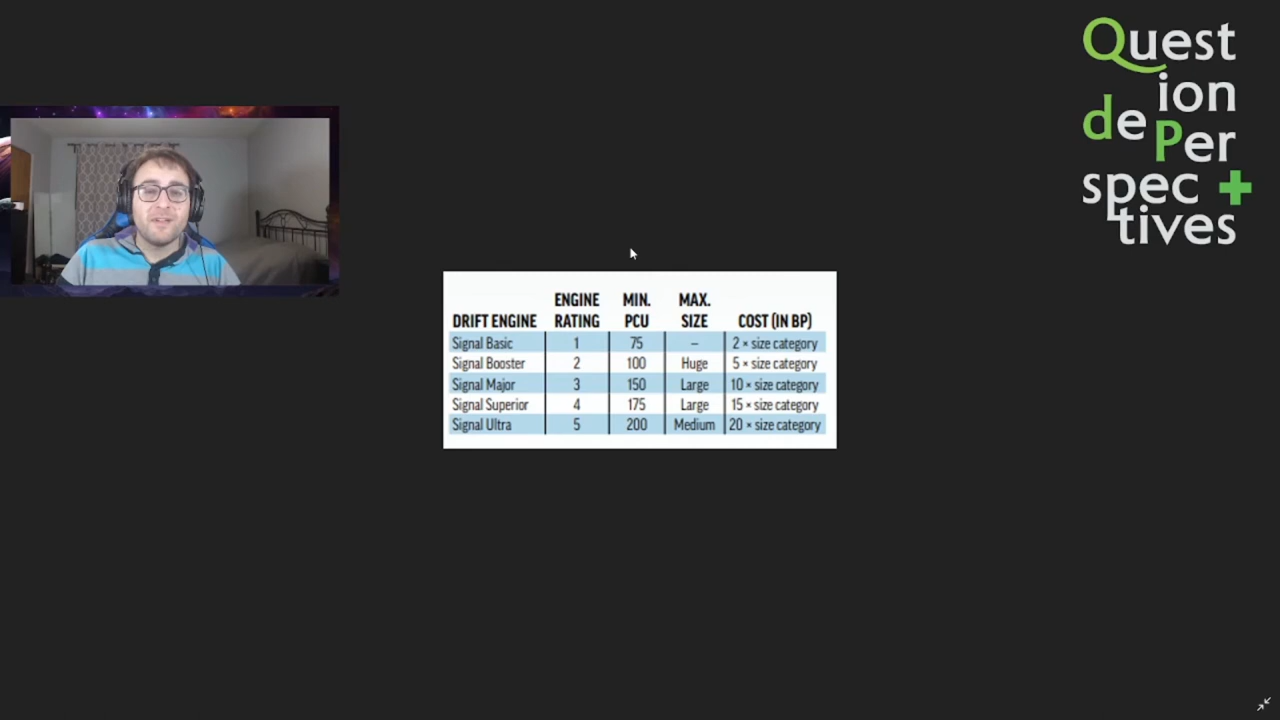 Quest
ion
de Per
spec +
tives
DRIFT ENGINE ENGINE RATING MIN. PCU MAX. SIZE COST (IN BP)
Signal Basic 1 75 – 2 × size category
Signal Booster 2 100 Huge 5 × size category
Signal Major 3 150 Large 10 × size category
Signal Superior 4 175 Large 15 × size category
Signal Ultra 5 200 Medium 20 × size category